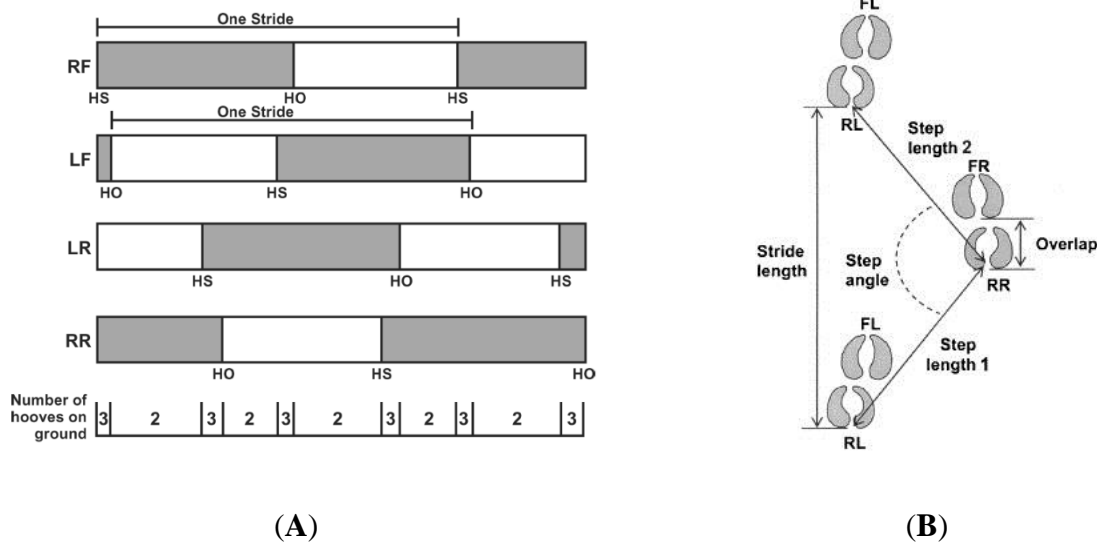 One Stride
RF
HS HO HS
One Stride
LF
HO HS HO
LR
HS HO HS
RR
HO HS HO
Number of
hooves on
ground
3 2 3 2 3 2 3 2 3 2 3
(A)
FL
RL
Step
length 2
FR
Overlap
RR
Stride
length
Step
angle
FL
Step
length 1
RL
(B)